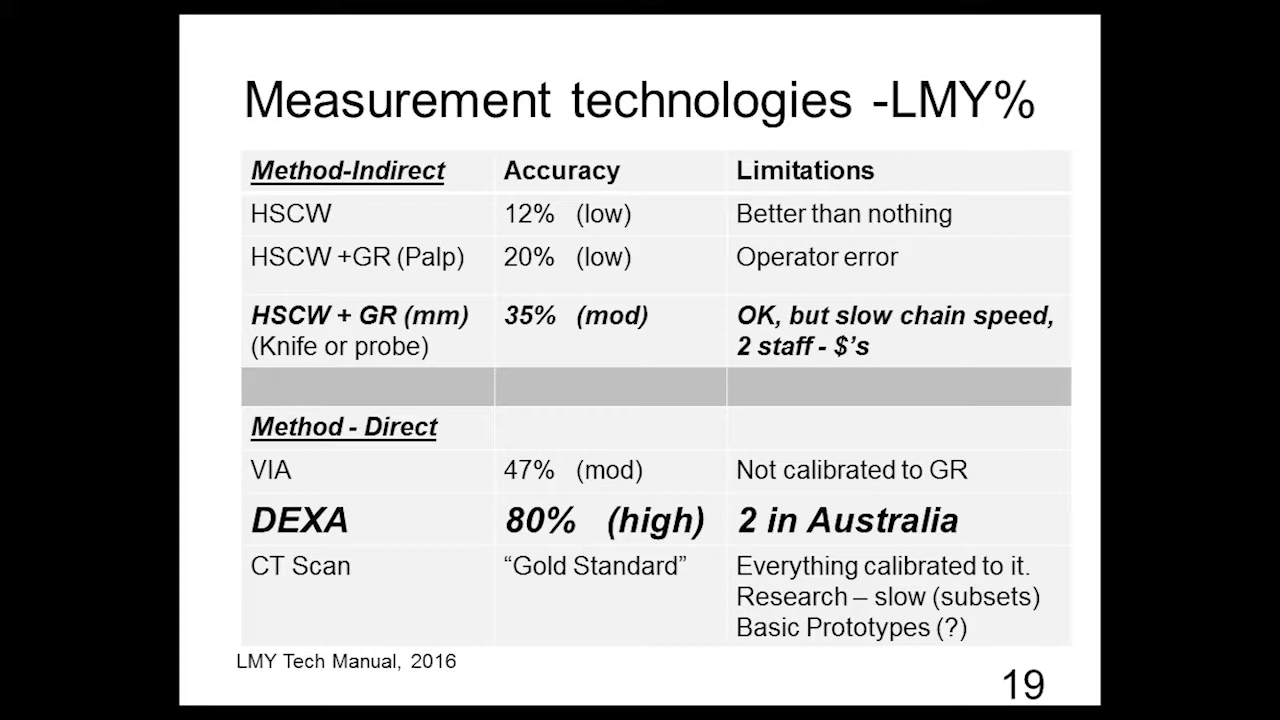 Measurement technologies -LMY%
Method-Indirect Accuracy Limitations
HSCW 12% (low) Better than nothing
HSCW +GR (Palp) 20% (low) Operator error
HSCW + GR (mm) 35% (mod) OK, but slow chain speed,
(Knife or probe) 2 staff - $’s
Method - Direct
VIA 47% (mod) Not calibrated to GR
DEXA 80% (high) 2 in Australia
CT Scan “Gold Standard” Everything calibrated to it.
Research – slow (subsets)
Basic Prototypes (?)
LMY Tech Manual, 2016
19